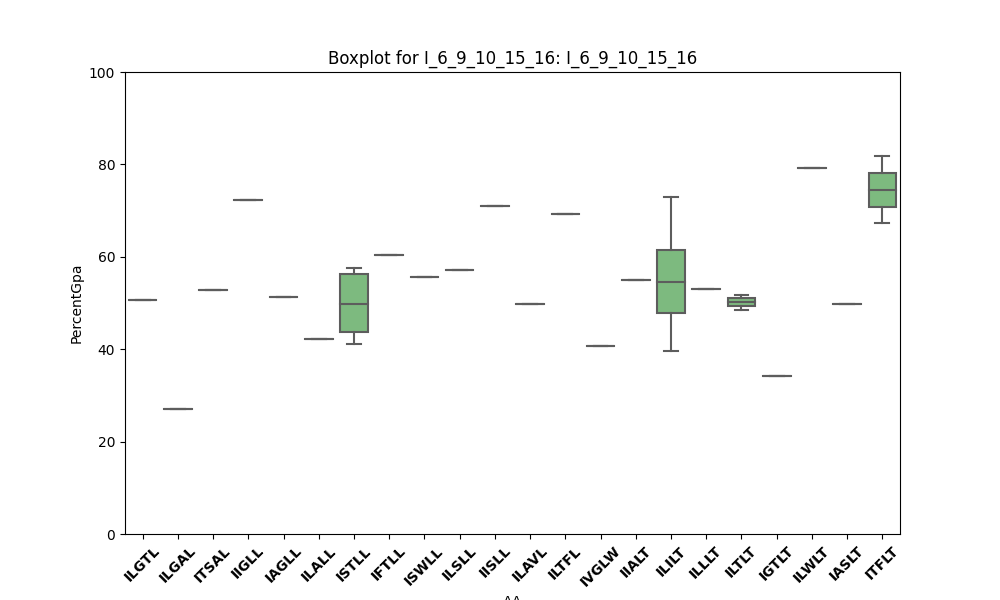 Boxplot for I_6_9_10_15_16: I_6_9_10_15_16
100
80
60
40
20
0
PercentGpa
ILGTL
ILGAL
ITSAL
IIGLL
IAGLL
ILALL
ISTLL
IFTLL
ISWLL
ILSLL
IISLL
ILAVL
ILTFL
IVGLW
IIALT
ILILT
ILLLT
ILTLT
IGTLT
ILWLT
IASLT
ITFLT
AA